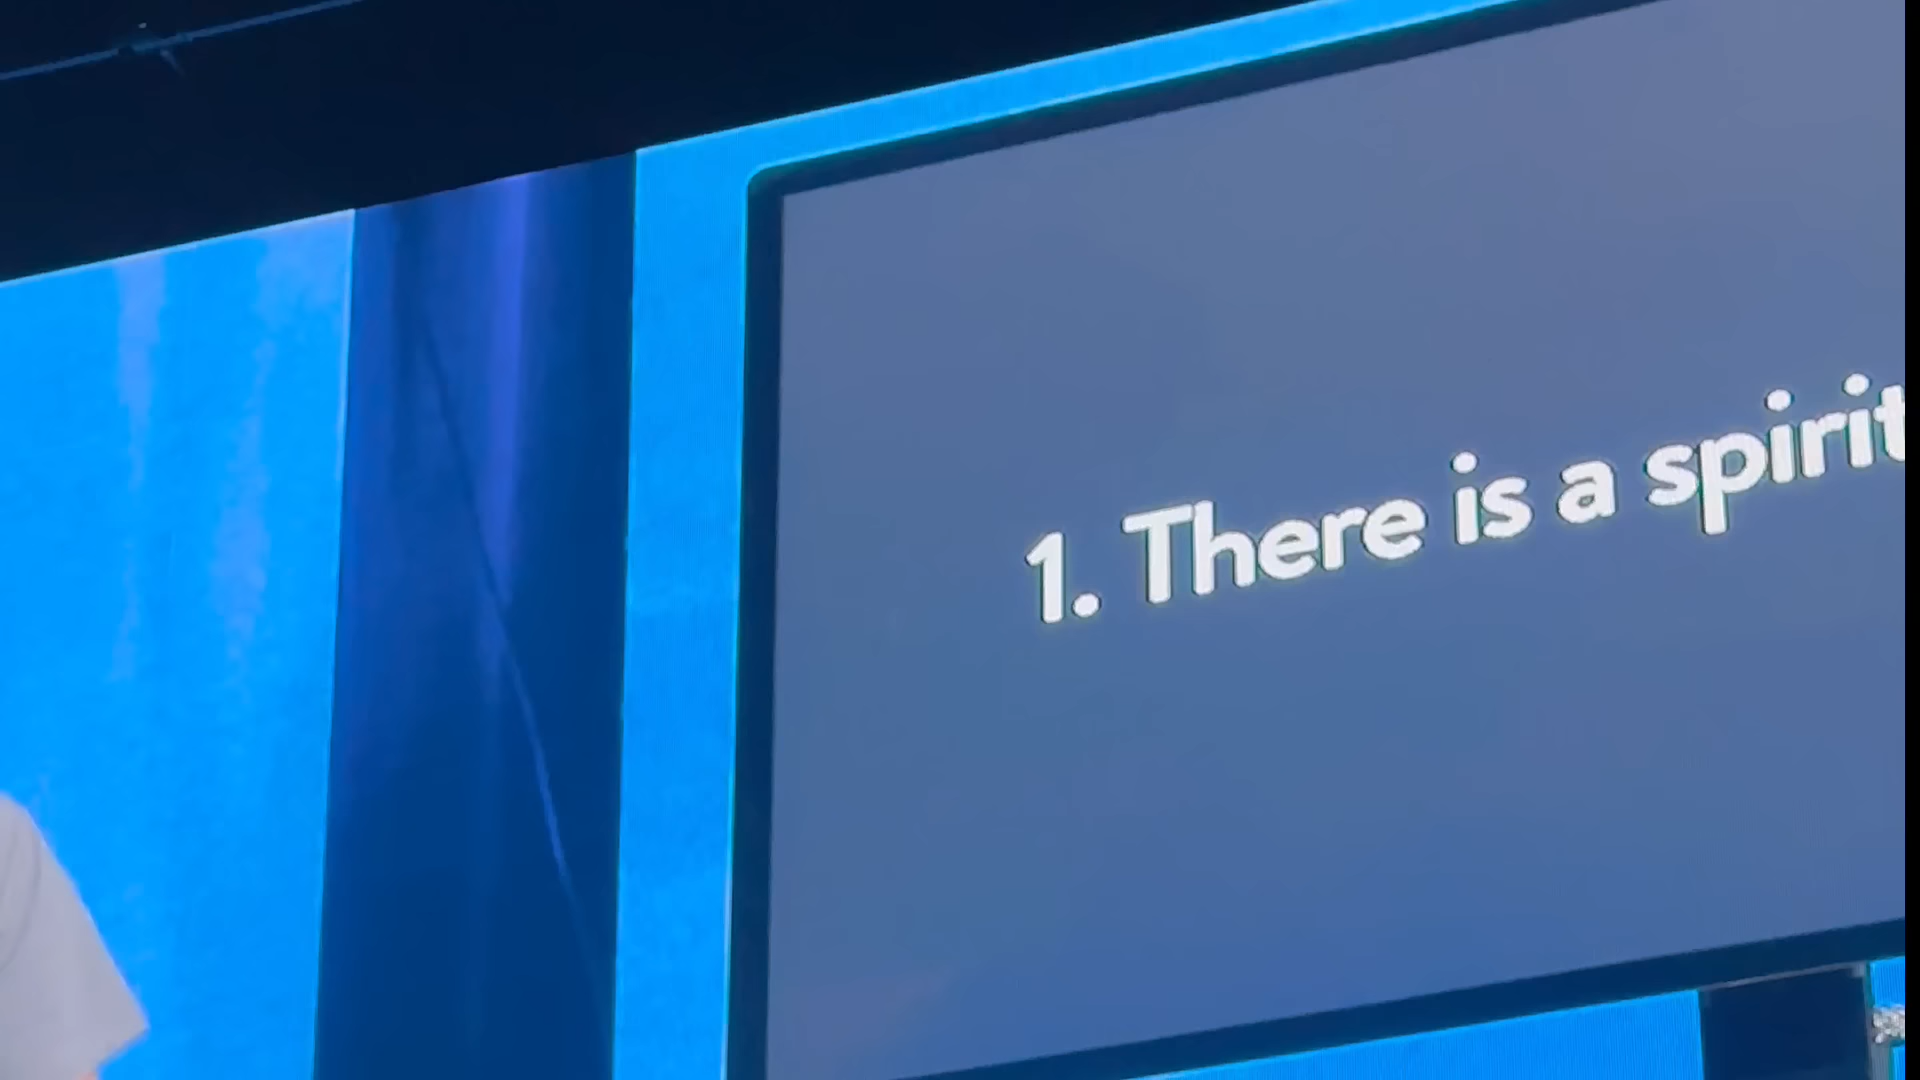 1. There is a spirit